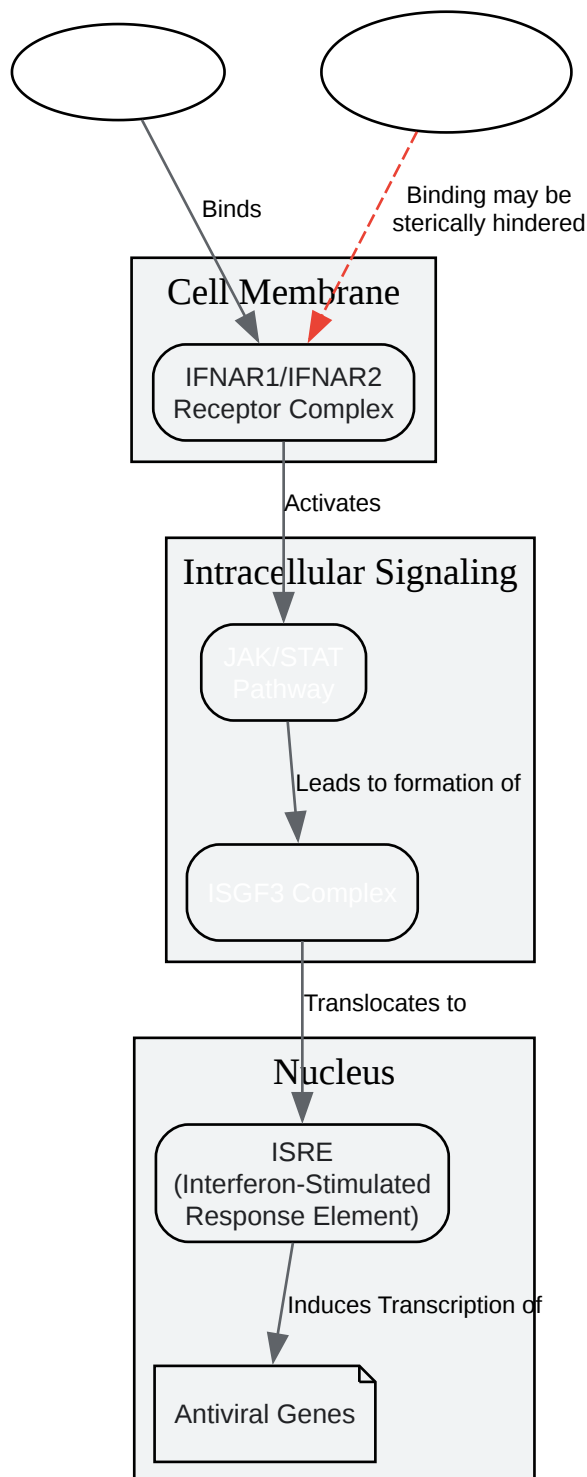 Binds
Binding may be
sterically hindered
Cell Membrane
IFNAR1/IFNAR2
Receptor Complex
Activates
Intracellular Signaling
JAK/STAT
Pathway
Leads to formation of
ISGF3 Complex
Translocates to
Nucleus
ISRE
(Interferon-Stimulated
Response Element)
Induces Transcription of
Antiviral Genes